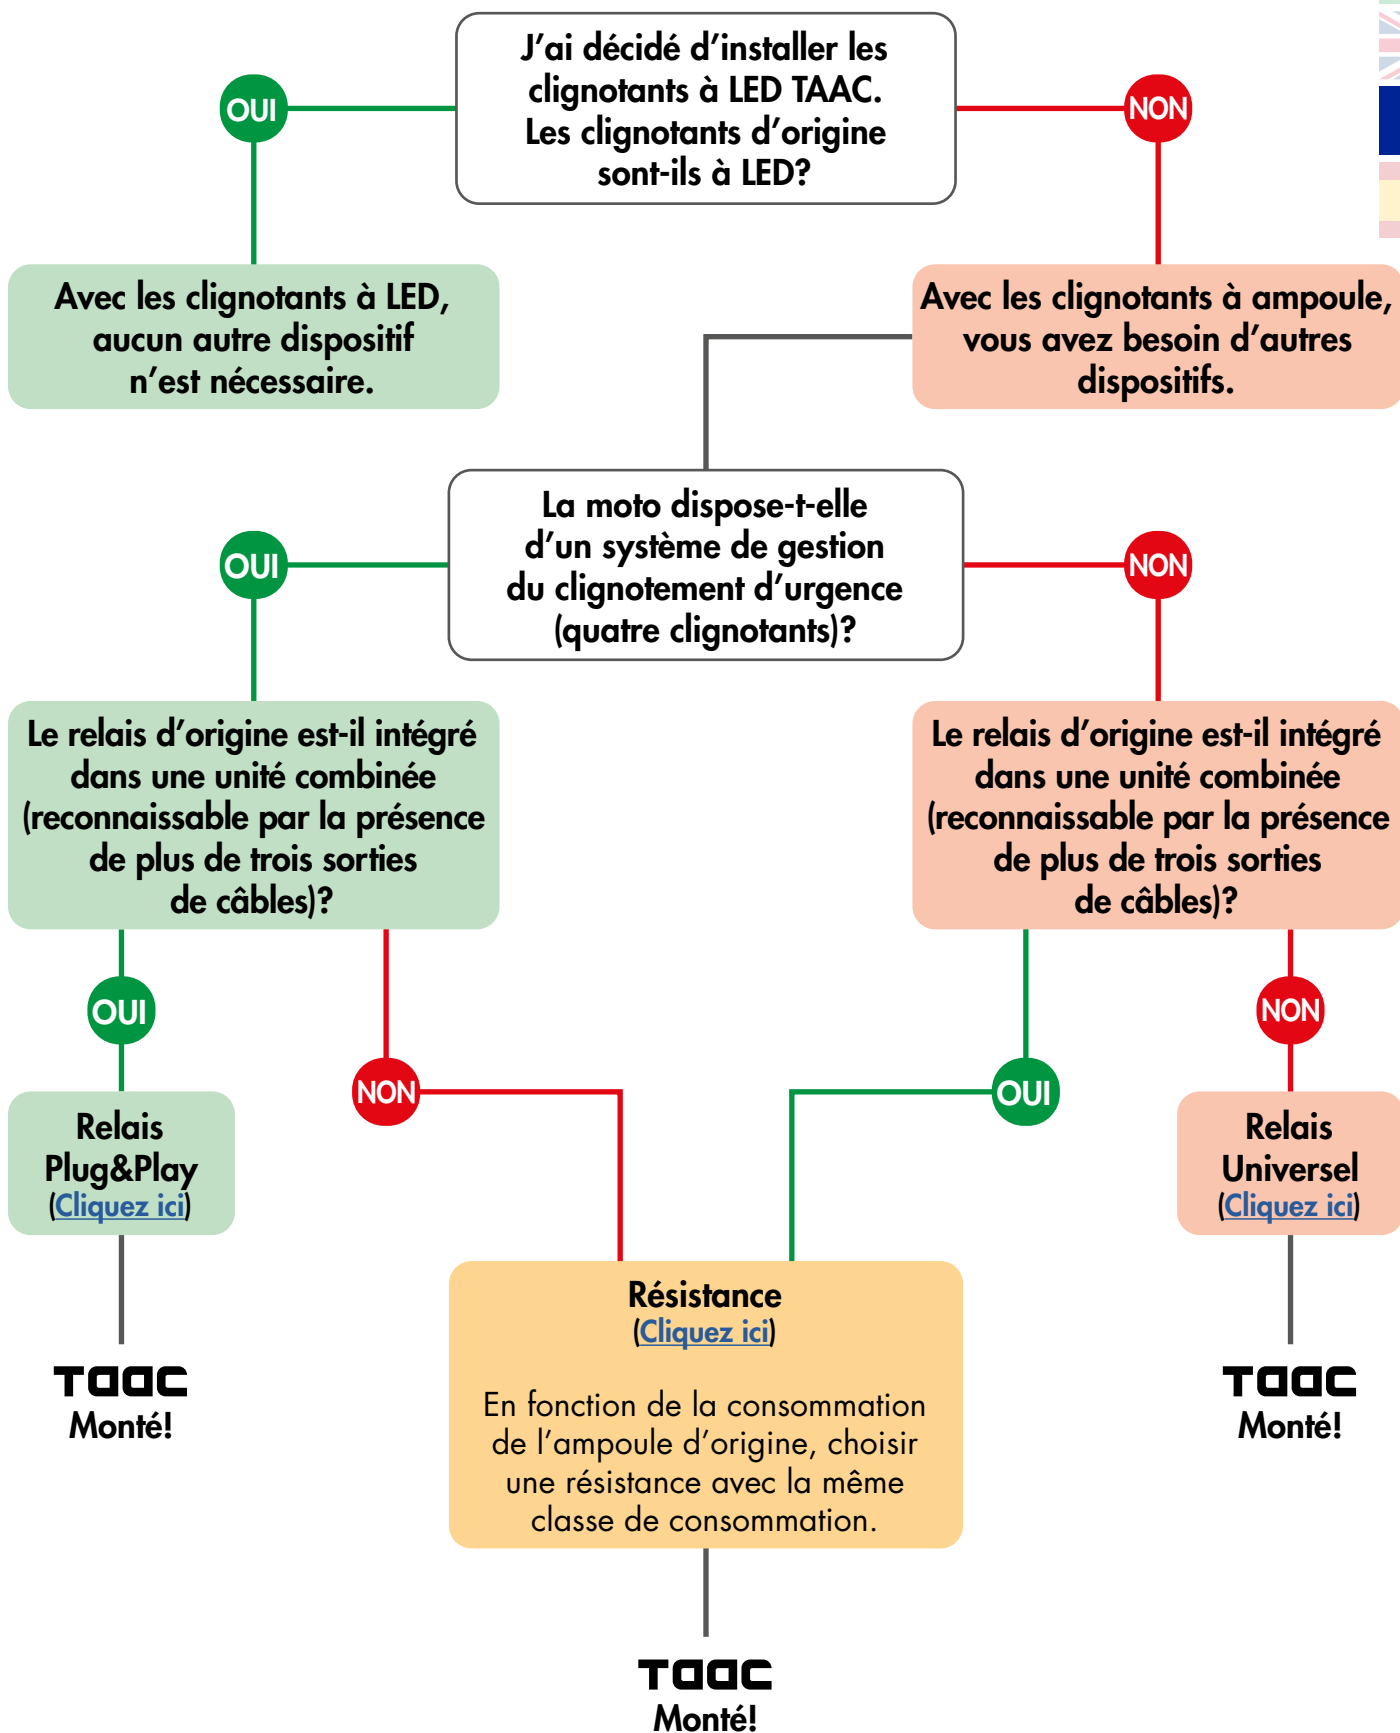 J’ai décidé d’installer les
clignotants à LED TAAC.
Les clignotants d’origine
sont-ils à LED?
OUI
NON
Avec les clignotants à LED,
aucun autre dispositif
n’est nécessaire.
Avec les clignotants à ampoule,
vous avez besoin d’autres
dispositifs.
La moto dispose-t-elle
d’un système de gestion
du clignotement d’urgence
(quatre clignotants)?
OUI
NON
Le relais d’origine est-il intégré
dans une unité combinée
(reconnaissable par la présence
de plus de trois sorties
de câbles)?
Le relais d’origine est-il intégré
dans une unité combinée
(reconnaissable par la présence
de plus de trois sorties
de câbles)?
OUI
NON
NON
OUI
Relais
Plug&Play
(Cliquez ici)
Relais
Universel
(Cliquez ici)
Résistance
(Cliquez ici)
En fonction de la consommation
de l’ampoule d’origine, choisir
une résistance avec la même
classe de consommation.
TAAC
Monté!
TAAC
Monté!
TAAC
Monté!